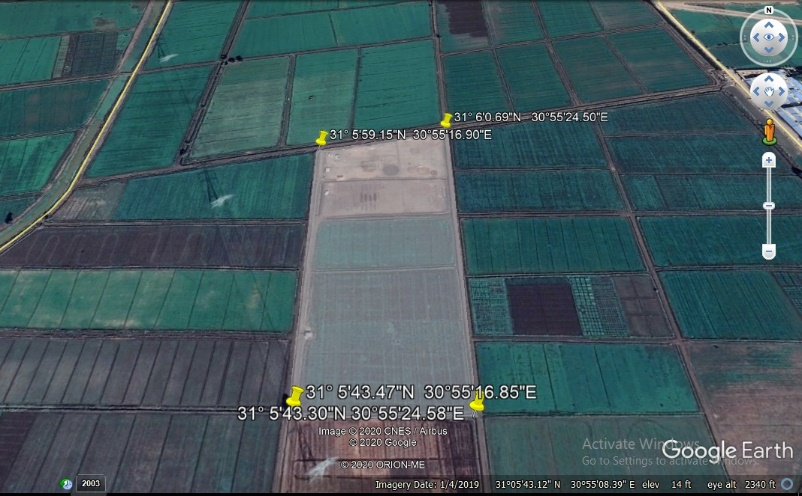 N
31° 6'0.69"N   30°55'24.50"E
31° 5'59.15"N  30°55'16.90"E
31° 5'43.47"N  30°55'16.85"E
31° 5'43.30"N 30°55'24.58"E
Image © 2020 CNES / Airbus
© 2020 Google
© 2020 ORION-ME
Activate Windows
Go to Settings to activate Windows.
Google Earth
2003
Imagery Date: 1/4/2019   31°05'43.12" N   30°55'08.39" E   elev   14 ft   eye alt   2340 ft